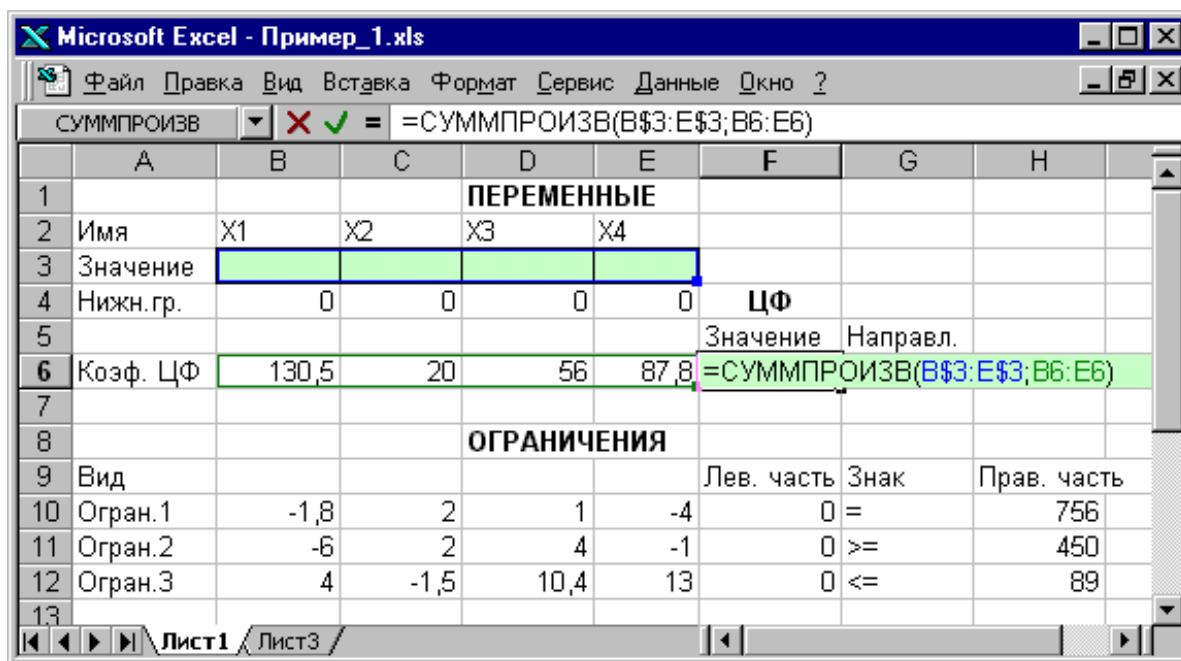 Microsoft Excel - Пример_1.xls
Файл Правка Вид Вставка Формат Сервис Данные Окно ?
СУММПРОИЗВ = =СУММПРОИЗВ(B$3:E$3;B6:E6)
A B C D E F G H
1 ПЕРЕМЕННЫЕ
2 Имя X1 X2 X3 X4
3 Значение
4 Нижн.гр. 0 0 0 0 ЦФ
5 Значение Направл.
6 Коэф. ЦФ 130,5 20 56 87,8 =СУММПРОИЗВ(B$3:E$3;B6:E6)
7
8 ОГРАНИЧЕНИЯ
9 Вид Лев. часть Знак Прав. часть
10 Огран.1 -1,8 2 1 -4 0 = 756
11 Огран.2 -6 2 4 -1 0 >= 450
12 Огран.3 4 -1,5 10,4 13 0 <= 89
13
Лист1 Лист3